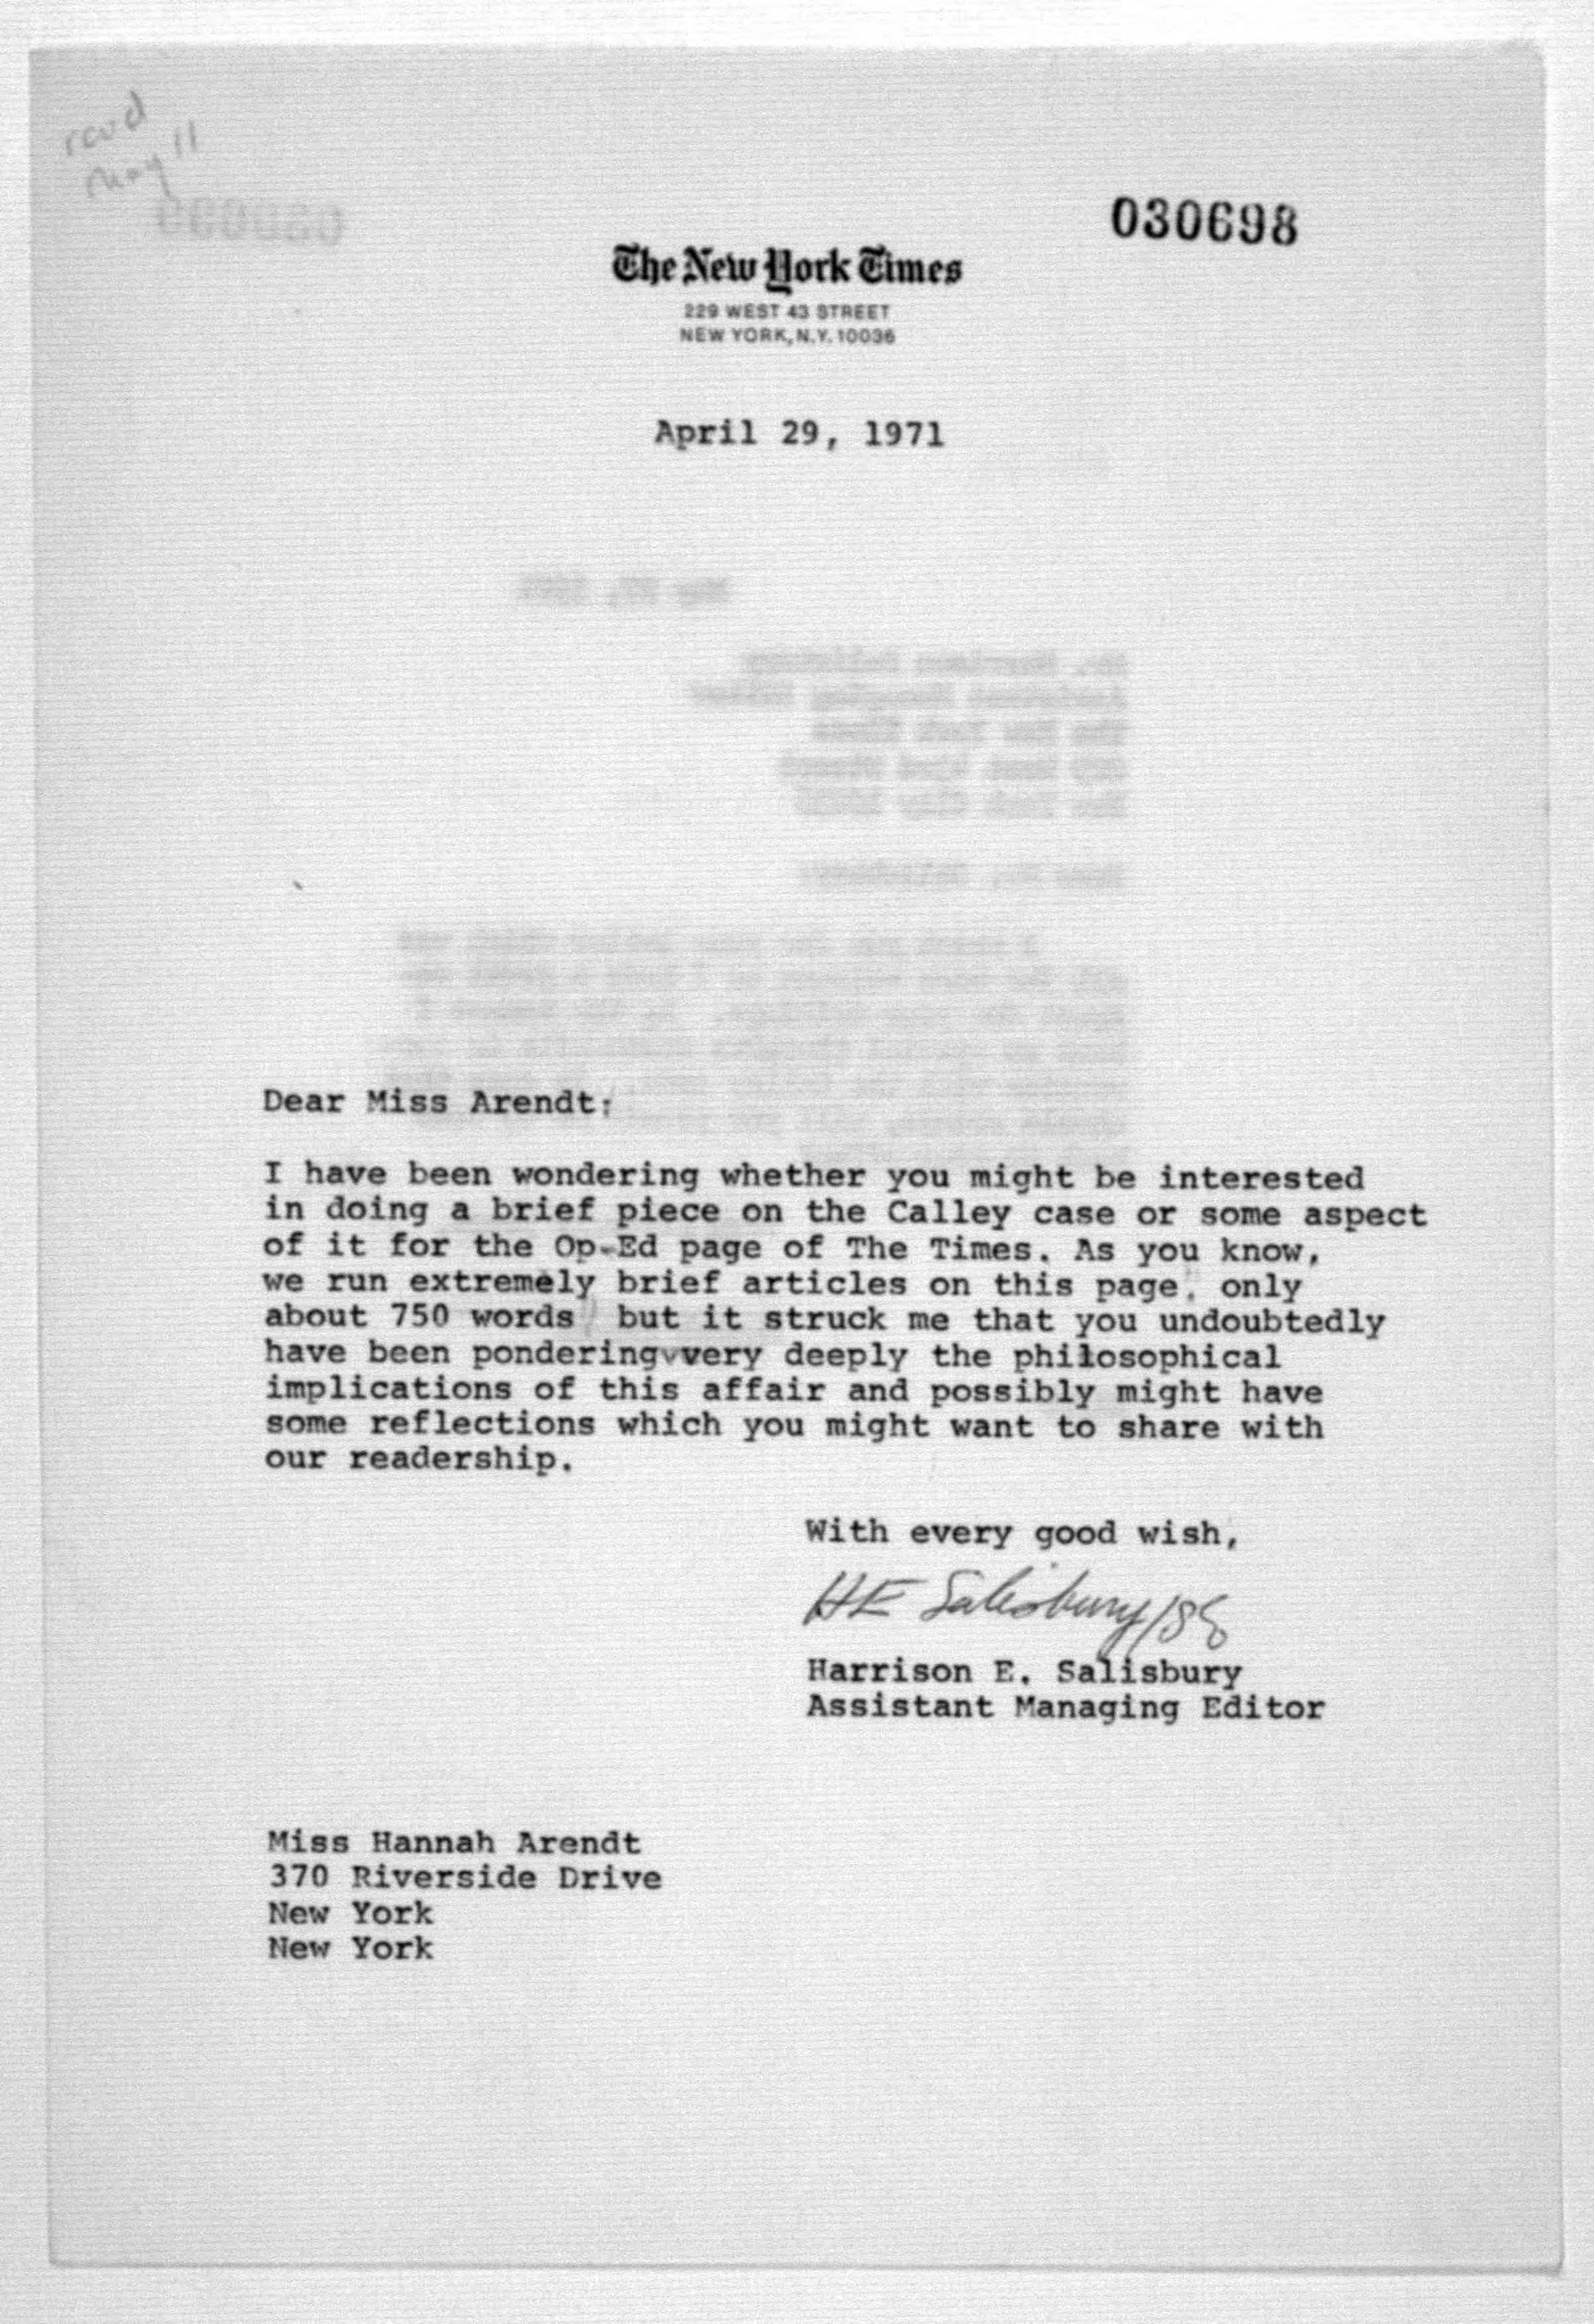 rcvd
May 11
030698
The New York Times
229 WEST 43 STREET
NEW YORK, N.Y. 10036
April 29, 1971
Dear Miss Arendt:
I have been wondering whether you might be interested
in doing a brief piece on the Calley case or some aspect
of it for the Op-Ed page of The Times. As you know,
we run extremely brief articles on this page, only
about 750 words but it struck me that you undoubtedly
have been pondering very deeply the philosophical
implications of this affair and possibly might have
some reflections which you might want to share with
our readership.
With every good wish,
HE Salisbury
Harrison E. Salisbury
Assistant Managing Editor
Miss Hannah Arendt
370 Riverside Drive
New York
New York